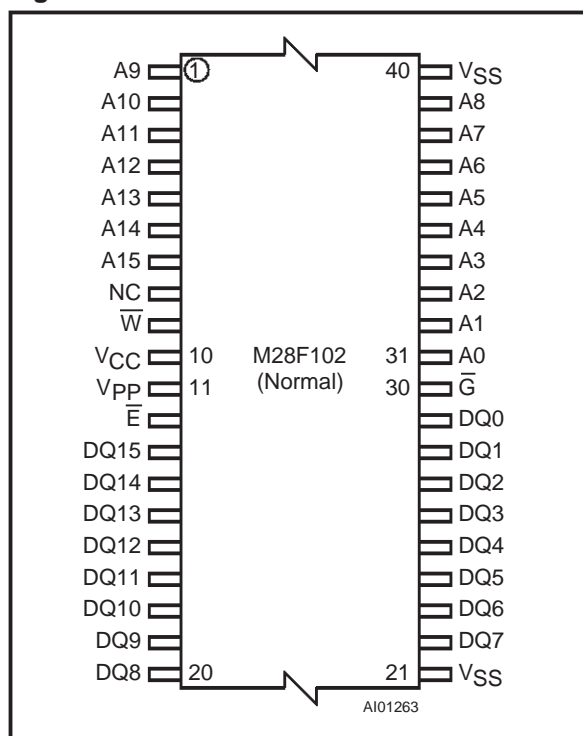 A9 1 40 VSS
A10 A8
A11 A7
A12 A6
A13 A5
A14 A4
A15 A3
NC A2
W̅ A1
VCC 10 M28F102 31 A0
VPP 11 (Normal) 30 G̅
E̅ DQ0
DQ15 DQ1
DQ14 DQ2
DQ13 DQ3
DQ12 DQ4
DQ11 DQ5
DQ10 DQ6
DQ9 DQ7
DQ8 20 21 VSS
AI01263